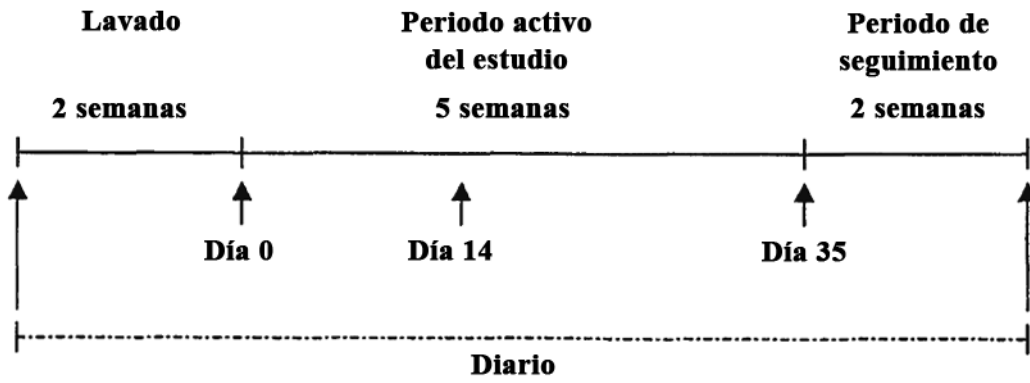 Lavado
Periodo activo
del estudio
Periodo de
seguimiento
2 semanas
5 semanas
2 semanas
Día 0
Día 14
Día 35
Diario